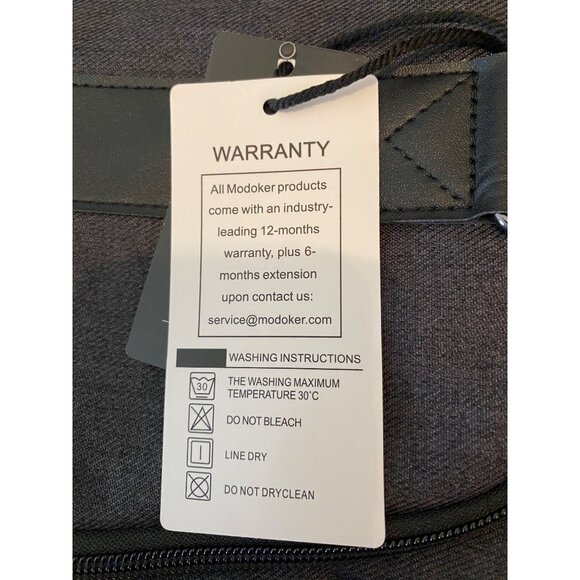 WARRANTY
All Modoker products
come with an industry-
leading 12-months
warranty, plus 6-
months extension
upon contact us:
service@modoker.com
WASHING INSTRUCTIONS
30
THE WASHING MAXIMUM
TEMPERATURE 30°C
DO NOT BLEACH
LINE DRY
DO NOT DRYCLEAN